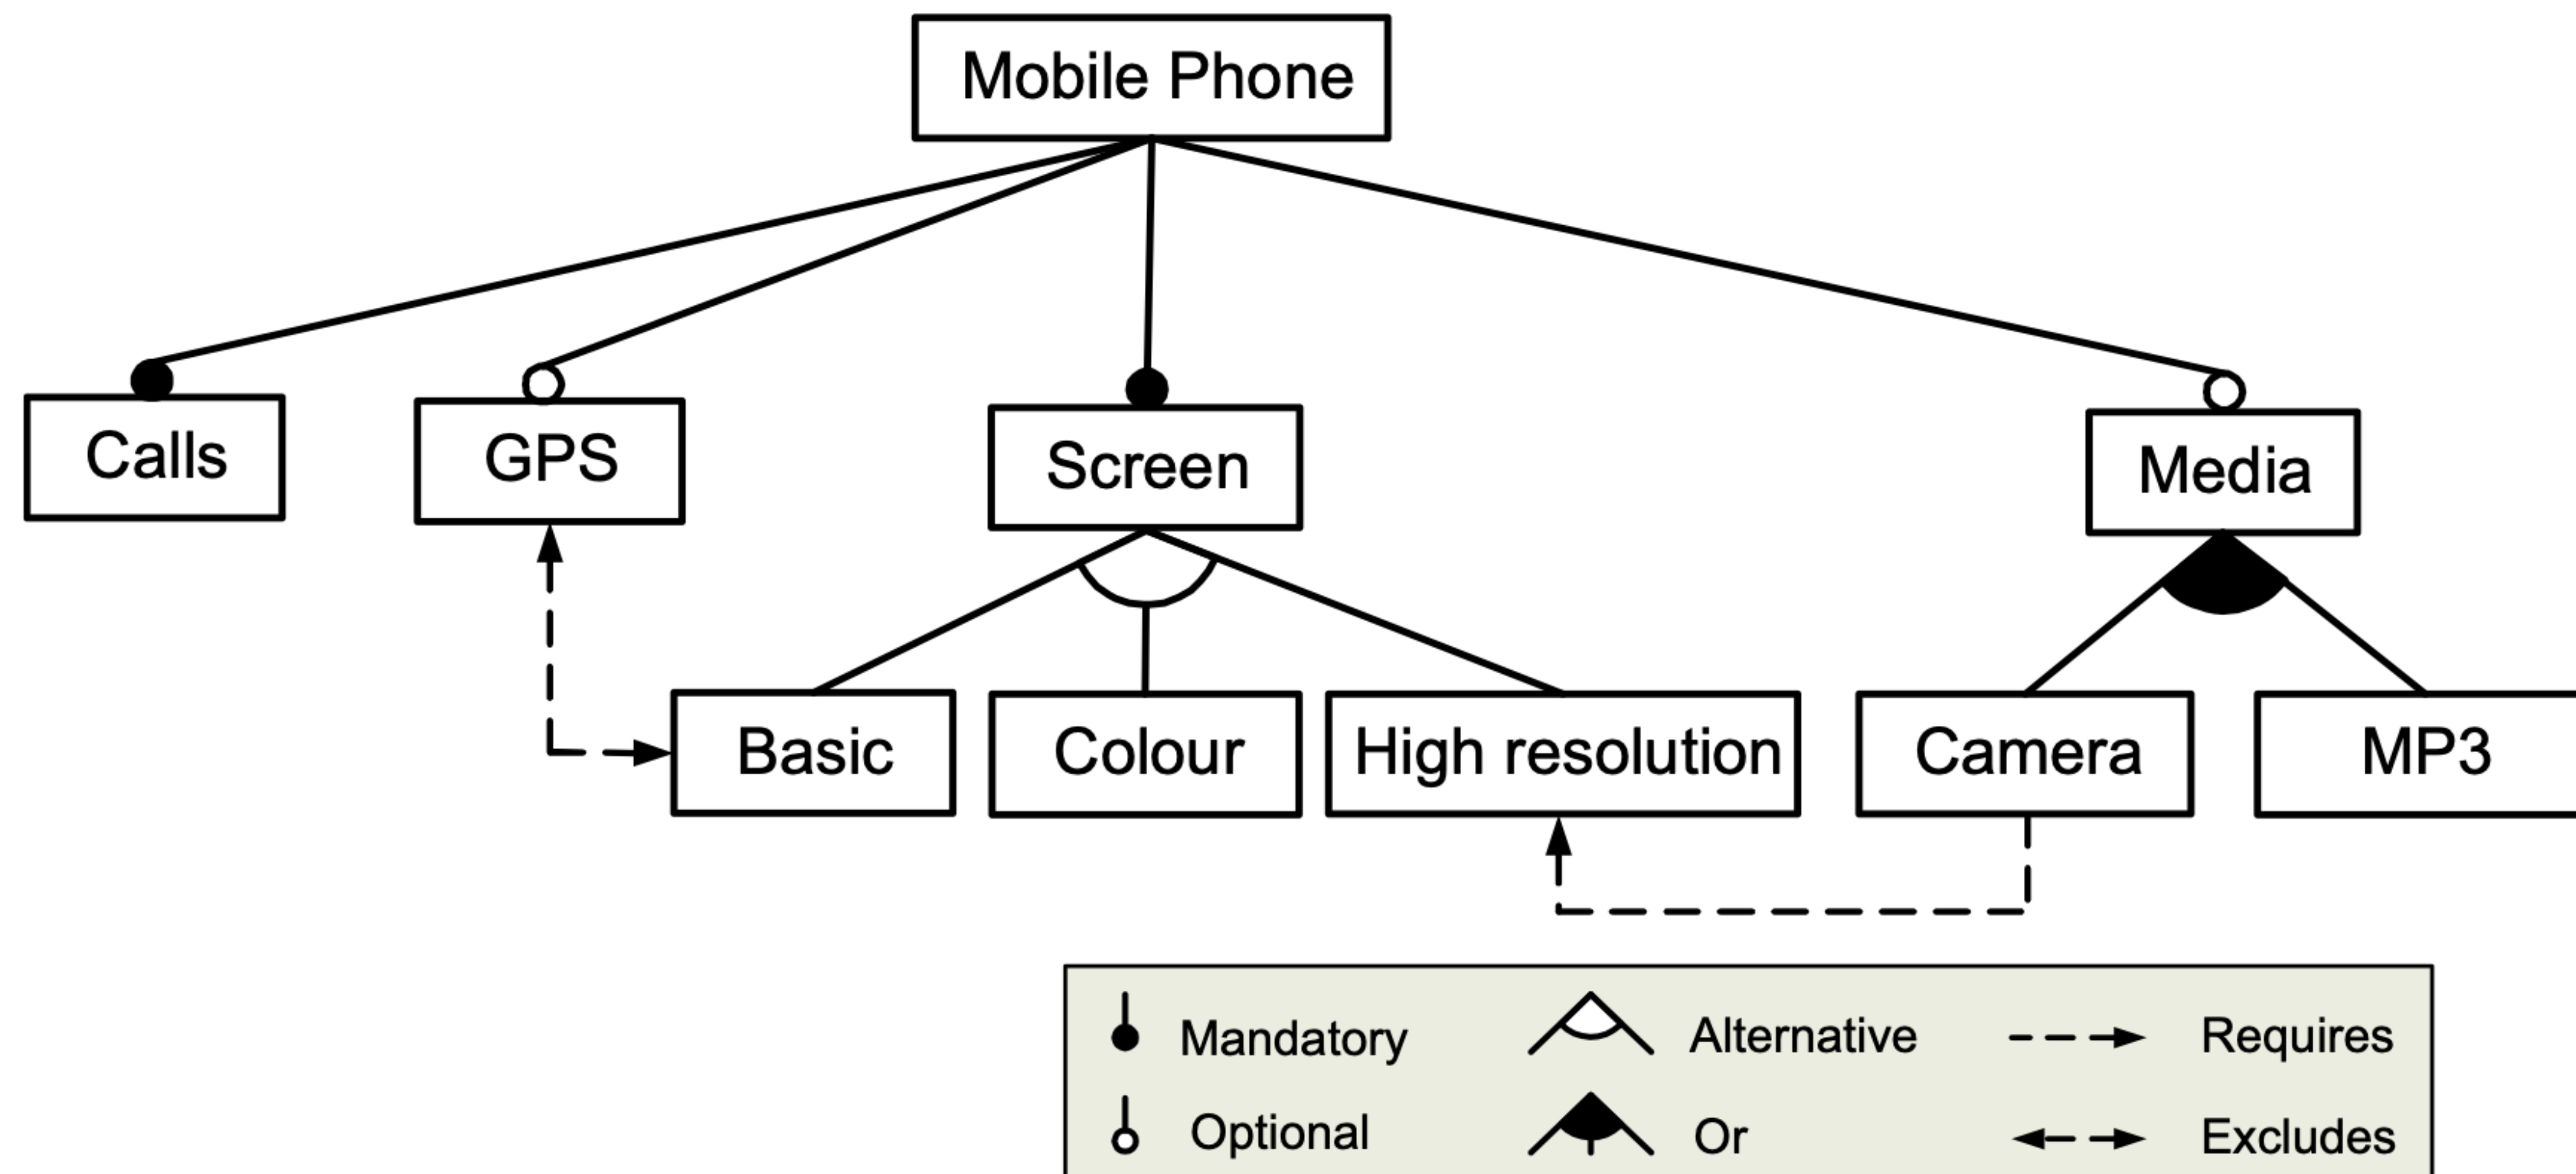 Mobile Phone
Calls
GPS
Screen
Media
Basic
Colour
High resolution
Camera
MP3
Mandatory
Alternative
Requires
Optional
Or
Excludes